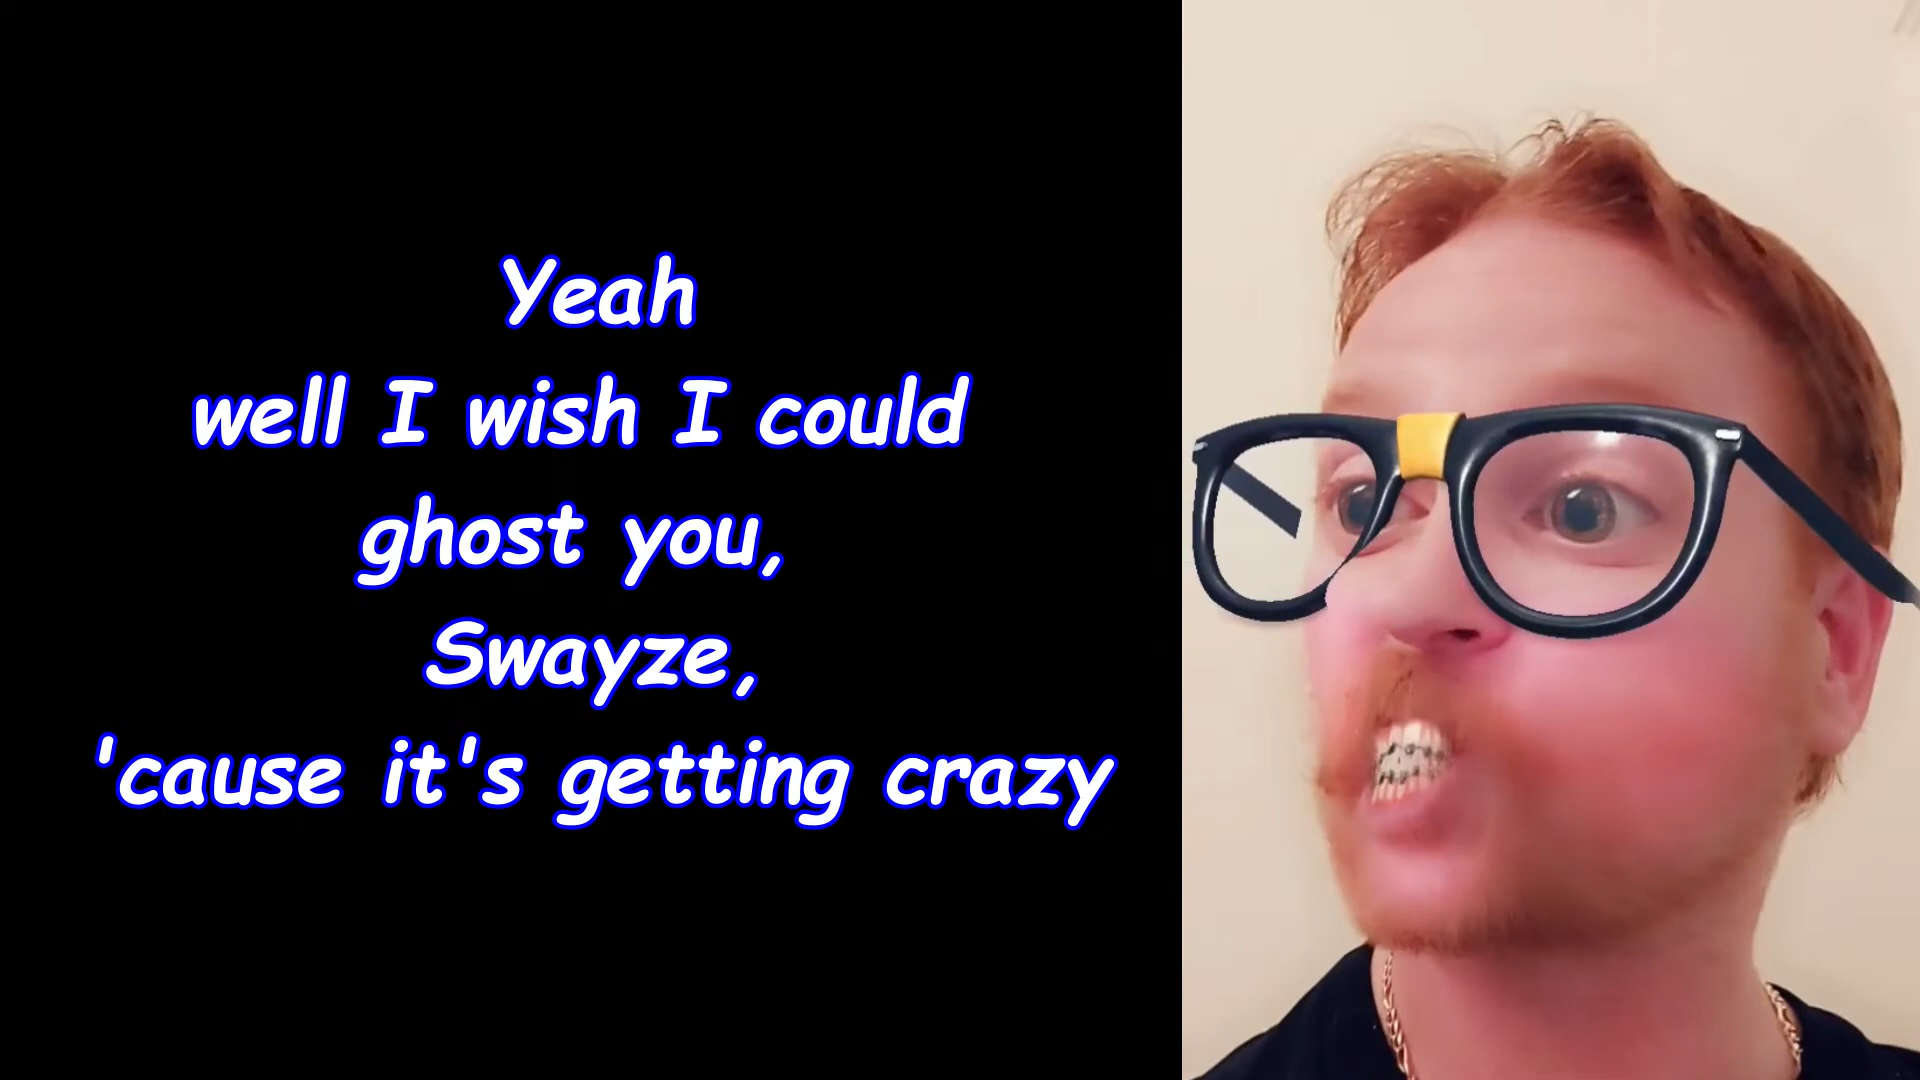 Yeah
well I wish I could
ghost you,
Swayze,
'cause it's getting crazy